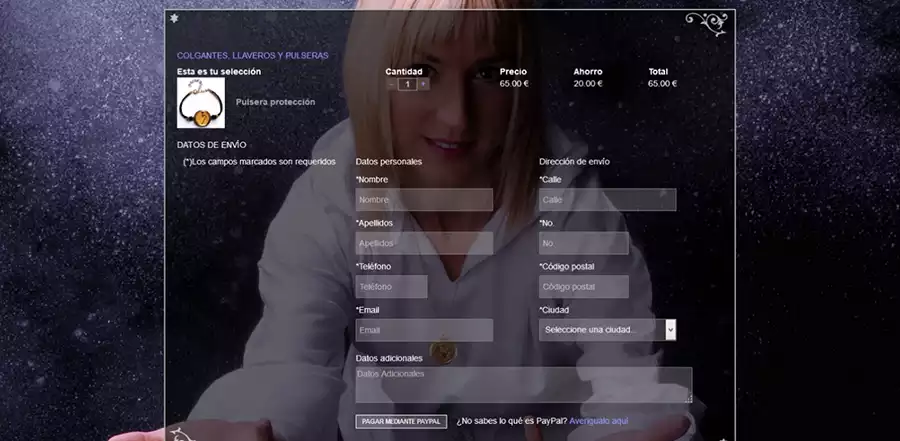 COLGANTES, LLAVEROS Y PULSERAS
Esta es tu selección Cantidad Precio Ahorro Total
- 1 + 65.00 € 20.00 € 65.00 €
Pulsera protección
DATOS DE ENVÍO
(*)Los campos marcados son requeridos
Datos personales
*Nombre
Nombre
*Apellidos
Apellidos
*Teléfono
Teléfono
*Email
Email
Dirección de envío
*Calle
Calle
*No.
No
*Código postal
Código postal
*Ciudad
Seleccione una ciudad...
Datos adicionales
Datos Adicionales
PAGAR MEDIANTE PAYPAL ¿No sabes lo qué es PayPal? Averígualo aquí